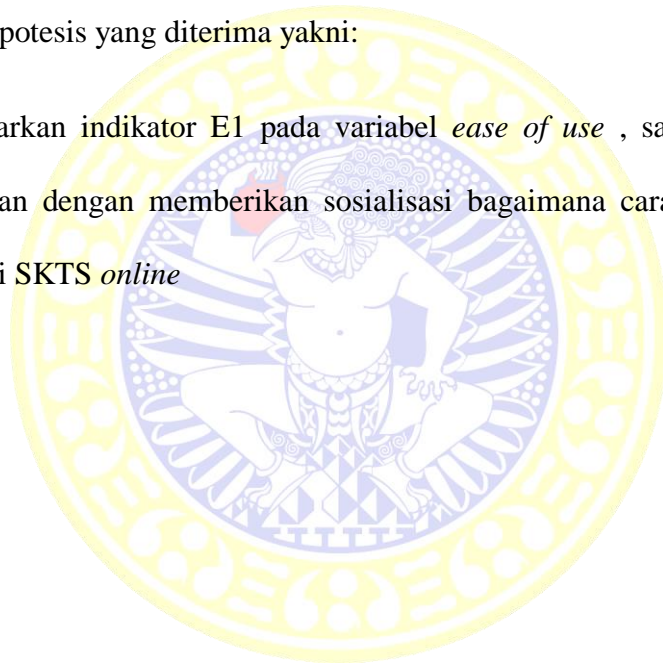 potesis yang diterima yakni:
arkan indikator E1 pada variabel ease of use , sa
an dengan memberikan sosialisasi bagaimana cara
i SKTS online